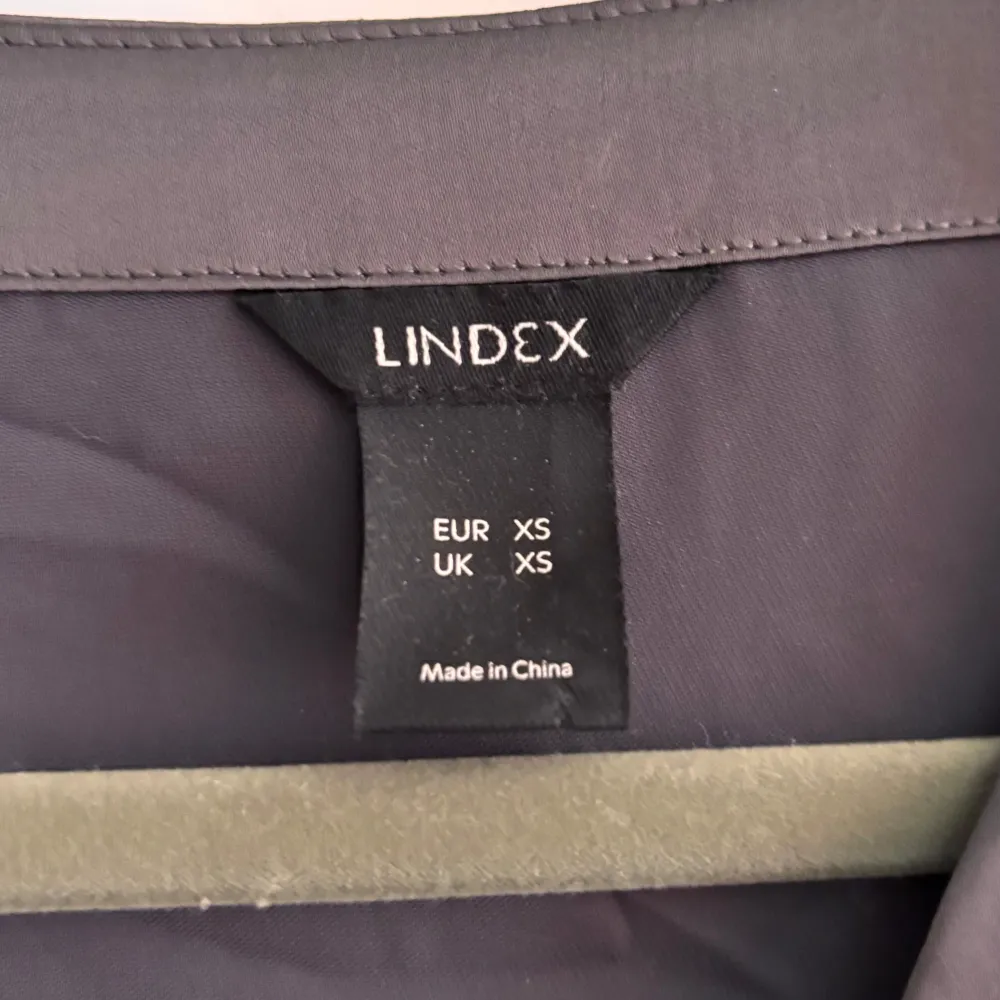 LINDEX
EUR XS
UK XS
Made in China